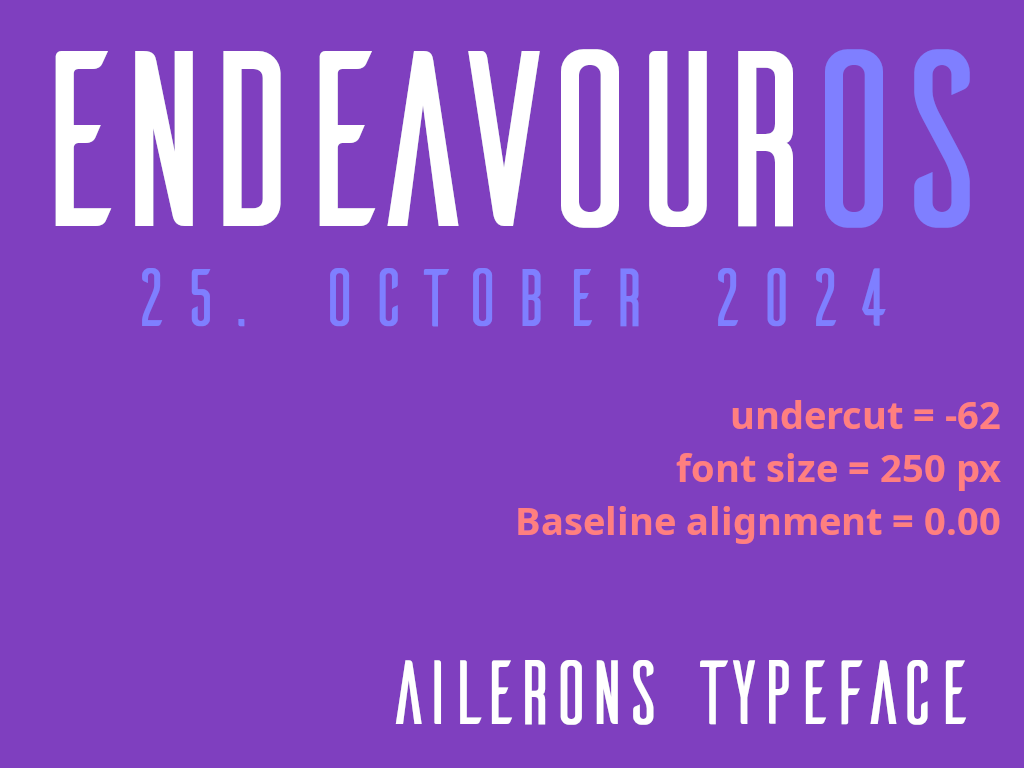 ENDEAVOUROS
25. OCTOBER 2024
undercut = -62
font size = 250 px
Baseline alignment = 0.00
AILERONS TYPEFACE